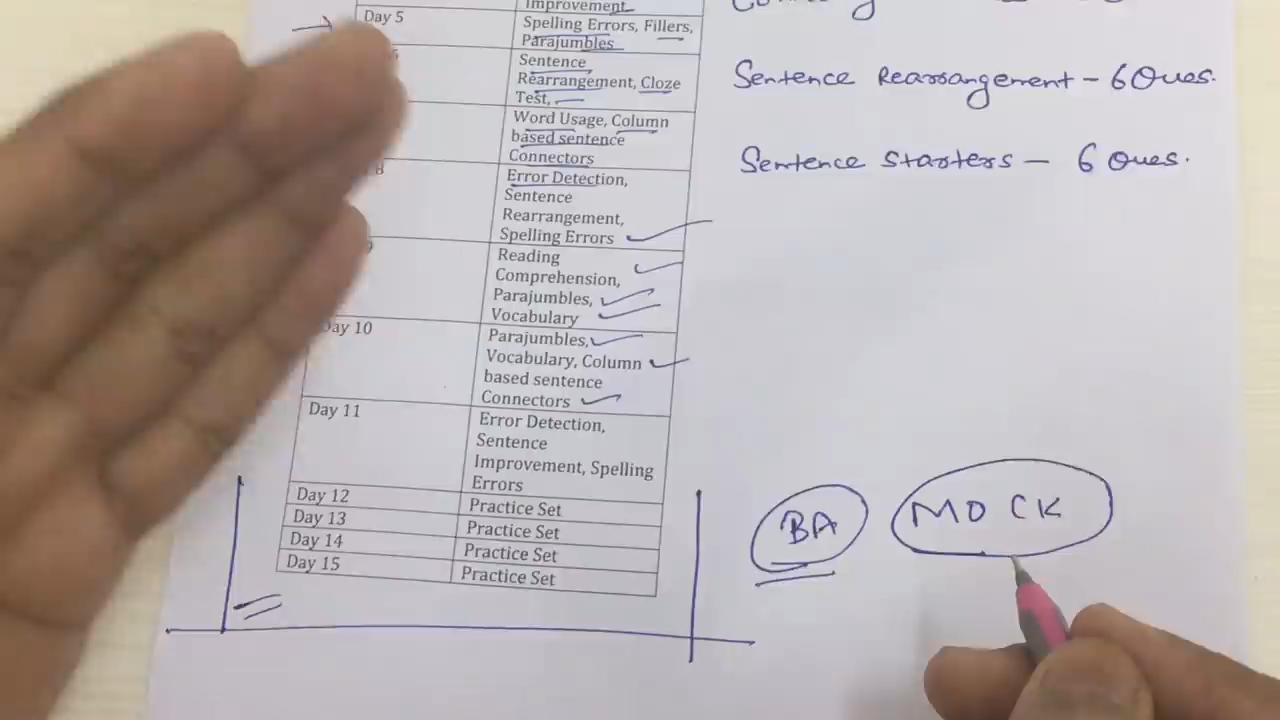 Improvement
Day 5
Spelling Errors, Fillers,
Parajumbles
Sentence
Rearrangement, Cloze
Test,
Word Usage, Column
based sentence
Connectors
8
Error Detection,
Sentence
Rearrangement,
Spelling Errors
9
Reading
Comprehension,
Parajumbles,
Vocabulary
Day 10
Parajumbles,
Vocabulary, Column
based sentence
Connectors
Day 11
Error Detection,
Sentence
Improvement, Spelling
Errors
Day 12 Practice Set
Day 13 Practice Set
Day 14 Practice Set
Day 15 Practice Set
Sentence Rearrangement - 6 Ques.
Sentence Starters - 6 Ques.
BA MOCK